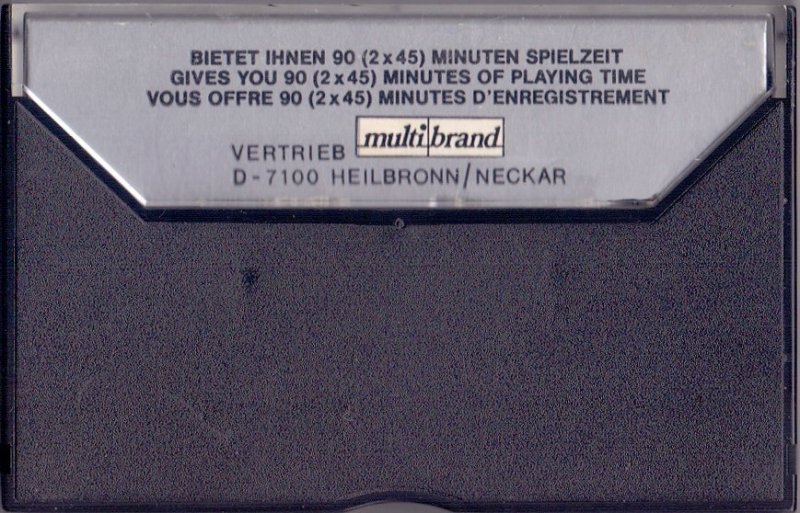 BIETET IHNEN 90 (2x45) MINUTEN SPIELZEIT
GIVES YOU 90 (2x45) MINUTES OF PLAYING TIME
VOUS OFFRE 90 (2x45) MINUTES D'ENREGISTREMENT
VERTRIEB multibrand
D-7100 HEILBRONN/NECKAR